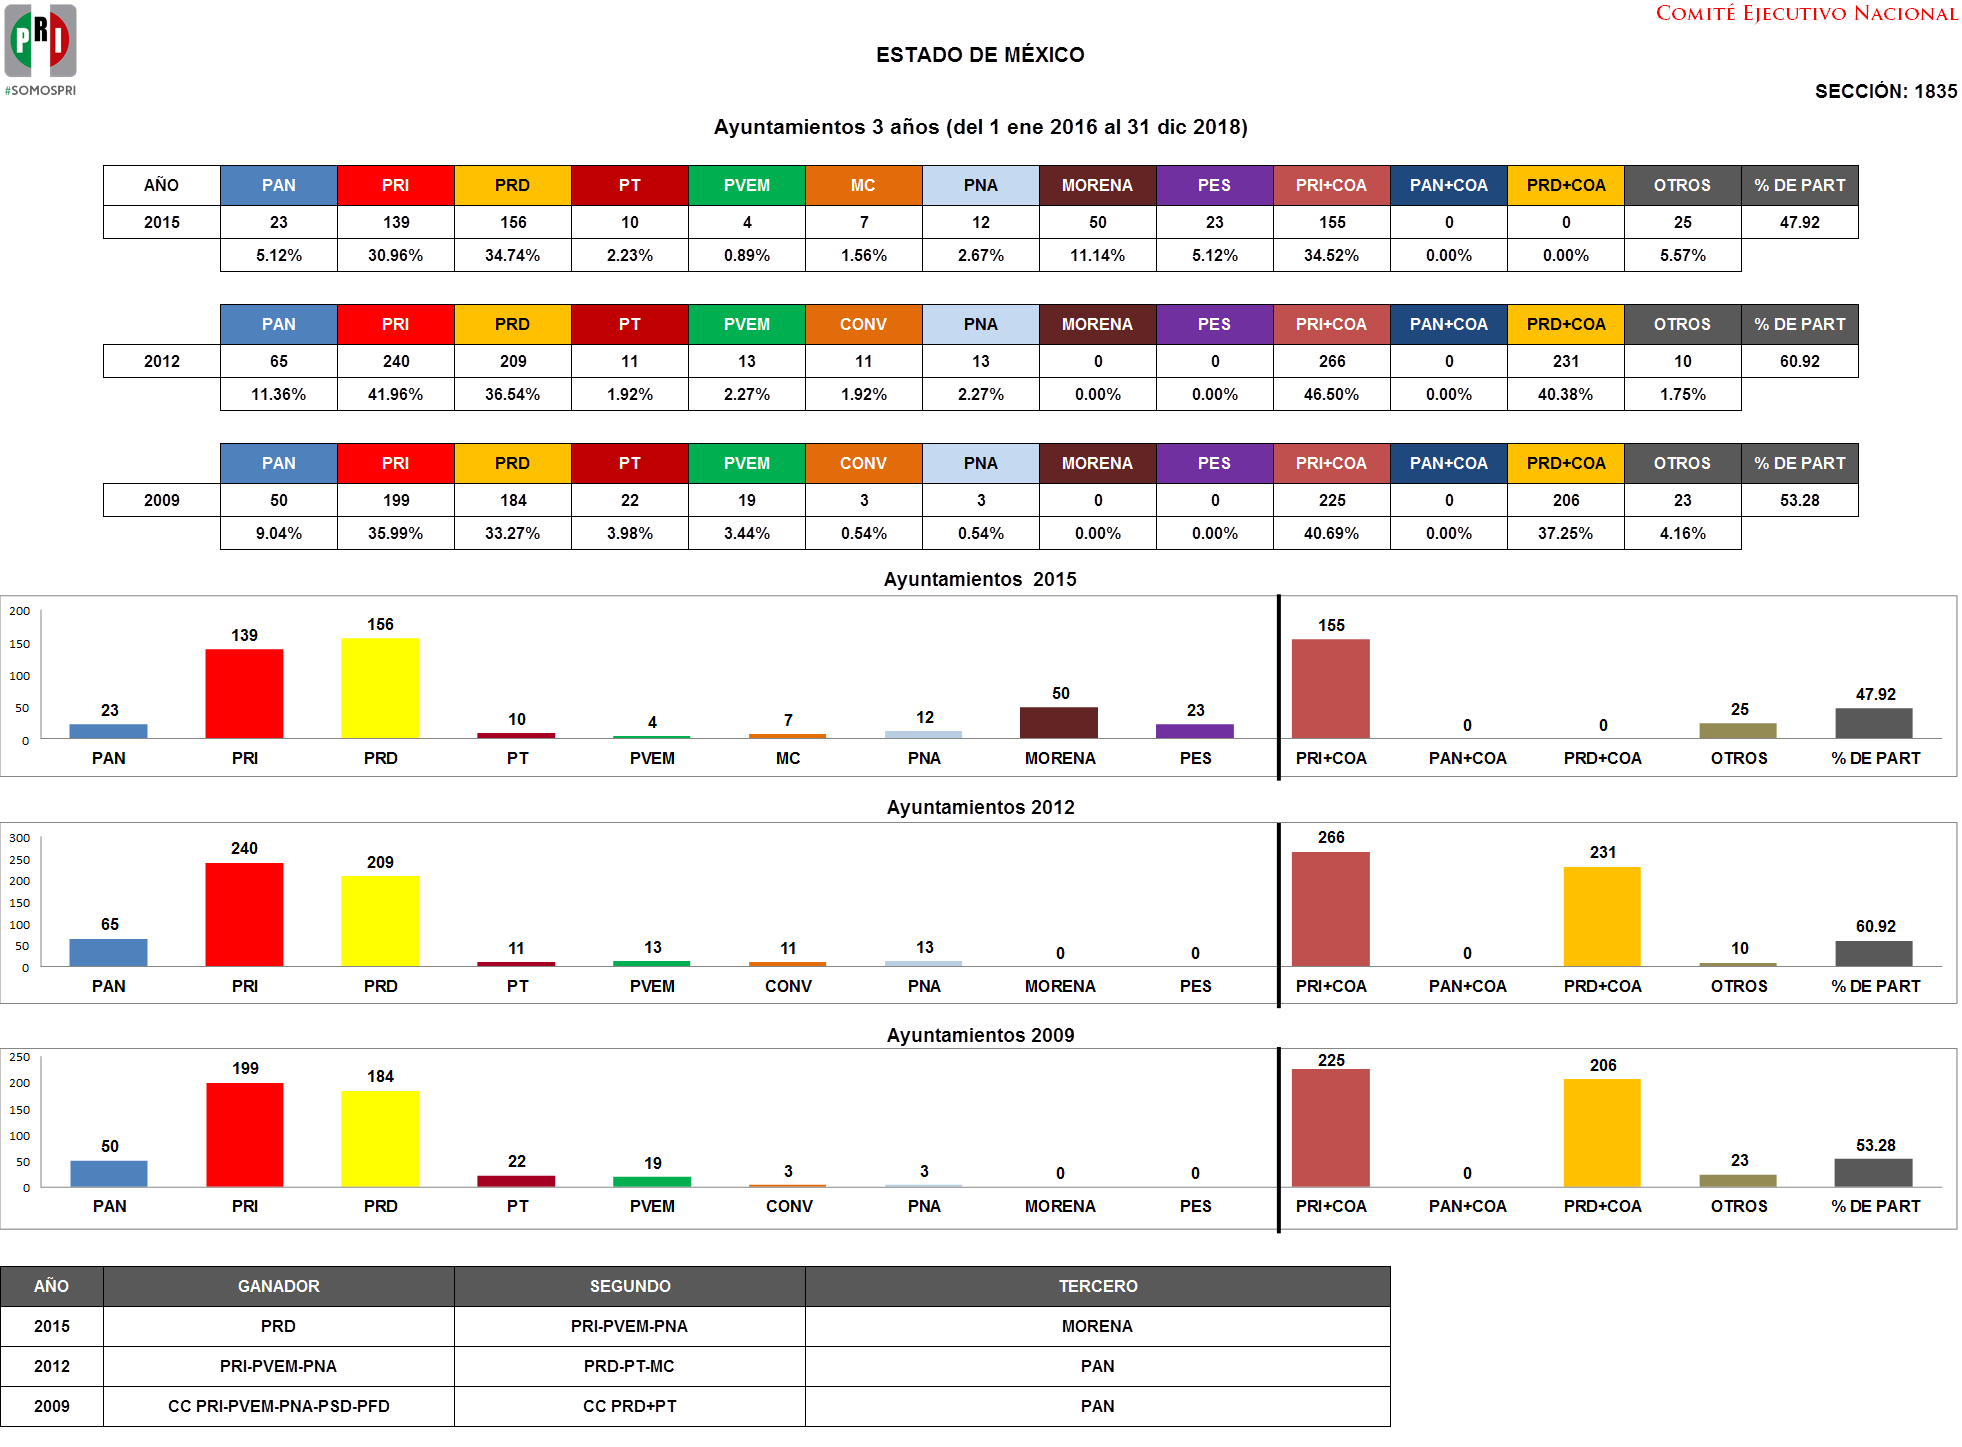 PRI
#SOMOSPRI
COMITÉ EJECUTIVO NACIONAL
ESTADO DE MÉXICO
SECCIÓN: 1835
Ayuntamientos 3 años (del 1 ene 2016 al 31 dic 2018)
AÑO PAN PRI PRD PT PVEM MC PNA MORENA PES PRI+COA PAN+COA PRD+COA OTROS % DE PART
2015 23 139 156 10 4 7 12 50 23 155 0 0 25 47.92
5.12% 30.96% 34.74% 2.23% 0.89% 1.56% 2.67% 11.14% 5.12% 34.52% 0.00% 0.00% 5.57%
PAN PRI PRD PT PVEM CONV PNA MORENA PES PRI+COA PAN+COA PRD+COA OTROS % DE PART
2012 65 240 209 11 13 11 13 0 0 266 0 231 10 60.92
11.36% 41.96% 36.54% 1.92% 2.27% 1.92% 2.27% 0.00% 0.00% 46.50% 0.00% 40.38% 1.75%
PAN PRI PRD PT PVEM CONV PNA MORENA PES PRI+COA PAN+COA PRD+COA OTROS % DE PART
2009 50 199 184 22 19 3 3 0 0 225 0 206 23 53.28
9.04% 35.99% 33.27% 3.98% 3.44% 0.54% 0.54% 0.00% 0.00% 40.69% 0.00% 37.25% 4.16%
Ayuntamientos 2015
200
150
100
50
0
23 139 156 10 4 7 12 50 23 155 0 0 25 47.92
PAN PRI PRD PT PVEM MC PNA MORENA PES PRI+COA PAN+COA PRD+COA OTROS % DE PART
Ayuntamientos 2012
300
250
200
150
100
50
0
65 240 209 11 13 11 13 0 0 266 0 231 10 60.92
PAN PRI PRD PT PVEM CONV PNA MORENA PES PRI+COA PAN+COA PRD+COA OTROS % DE PART
Ayuntamientos 2009
250
200
150
100
50
0
50 199 184 22 19 3 3 0 0 225 0 206 23 53.28
PAN PRI PRD PT PVEM CONV PNA MORENA PES PRI+COA PAN+COA PRD+COA OTROS % DE PART
AÑO GANADOR SEGUNDO TERCERO
2015 PRD PRI-PVEM-PNA MORENA
2012 PRI-PVEM-PNA PRD-PT-MC PAN
2009 CC PRI-PVEM-PNA-PSD-PFD CC PRD+PT PAN